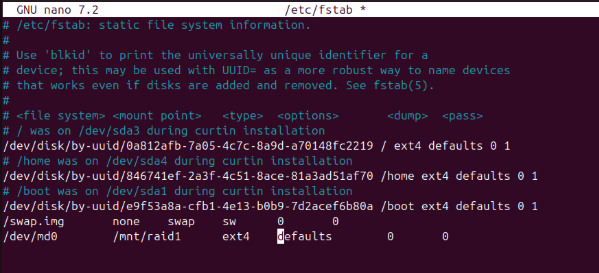 GNU nano 7.2 /etc/fstab *
# /etc/fstab: static file system information.
#
# Use 'blkid' to print the universally unique identifier for a
# device; this may be used with UUID= as a more robust way to name devices
# that works even if disks are added and removed. See fstab(5).
#
# <file system> <mount point> <type> <options> <dump> <pass>
# / was on /dev/sda3 during curtin installation
/dev/disk/by-uuid/0a812afb-7a05-4c7c-8a9d-a70148fc2219 / ext4 defaults 0 1
# /home was on /dev/sda4 during curtin installation
/dev/disk/by-uuid/846741ef-2a3f-4c51-8ace-81a3ad51af70 /home ext4 defaults 0 1
# /boot was on /dev/sda1 during curtin installation
/dev/disk/by-uuid/e9f53a8a-cfb1-4e13-b0b9-7d2acef6b80a /boot ext4 defaults 0 1
/swap.img none swap sw 0 0
/dev/md0 /mnt/raid1 ext4 defaults 0 0